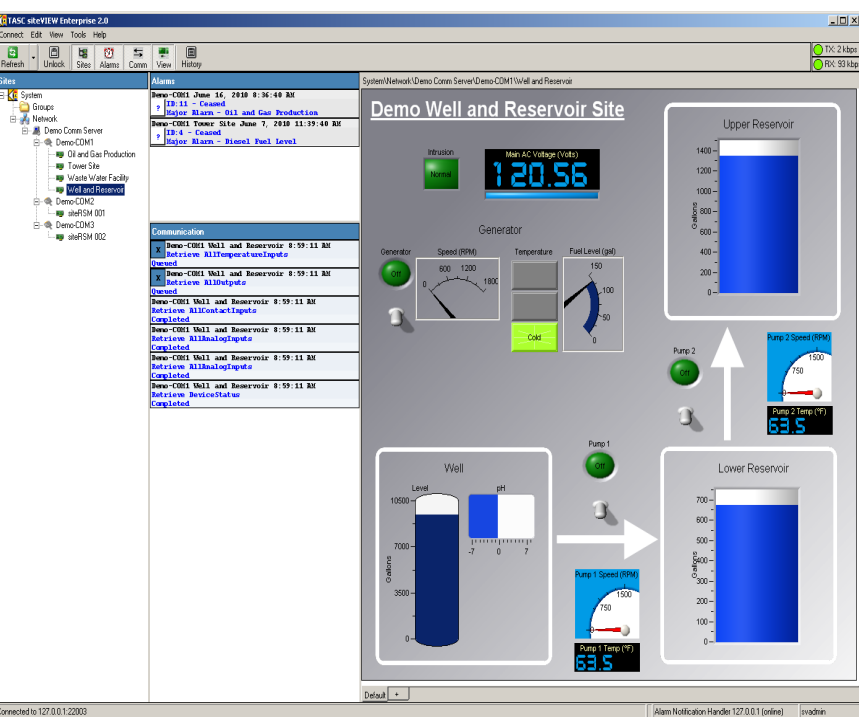 TASC siteVIEW Enterprise 2.0
Connect Edit View Tools Help
Refresh Unlock Sites Alarms Comm View History
TX: 2 kbps
RX: 93 kbp
Sites
System
Groups
Network
Demo Comm Server
Demo-COM1
Oil and Gas Production
Tower Site
Waste Water Facility
Well and Reservoir
Demo-COM2
siteRSM 001
Demo-COM3
siteRSM 002
Alarms
Demo-COM1 June 16, 2010 8:36:40 AM
? ID:11 - Ceased
Major Alarm - Oil and Gas Production
Demo-COM1 Tower Site June 7, 2010 11:39:40 AM
? ID:4 - Ceased
Major Alarm - Diesel Fuel Level
Communication
X Demo-COM1 Well and Reservoir 8:59:11 AM
Retrieve AllTemperatureInputs
Queued
X Demo-COM1 Well and Reservoir 8:59:11 AM
Retrieve AllOutputs
Queued
Demo-COM1 Well and Reservoir 8:59:11 AM
Retrieve AllContactInputs
Completed
Demo-COM1 Well and Reservoir 8:59:11 AM
Retrieve AllAnalogInputs
Completed
Demo-COM1 Well and Reservoir 8:59:11 AM
Retrieve AllAnalogInputs
Completed
Demo-COM1 Well and Reservoir 8:59:11 AM
Retrieve DeviceStatus
Completed
System\Network\Demo Comm Server\Demo-COM1\Well and Reservoir
Demo Well and Reservoir Site
Intrusion
Normal
Main AC Voltage (Volts)
120.56
Generator
Generator
Off
Speed (RPM)
0 600 1200 1800
Temperature
Cold
Fuel Level (gal)
150
100
50
0
Upper Reservoir
Gallons
1400
1200
1000
800
600
400
200
0
Pump 2
Off
Pump 2 Speed (RPM)
1500
750
0
Pump 2 Temp (°F)
63.5
Well
Level
Gallons
10500
7000
3500
0
pH
-7 0 7
Pump 1
Off
Pump 1 Speed (RPM)
1500
750
0
Pump 1 Temp (°F)
63.5
Lower Reservoir
Gallons
700
600
500
400
300
200
100
0
Default +
Connected to 127.0.0.1:22003
Alarm Notification Handler 127.0.0.1 (online) svadmin